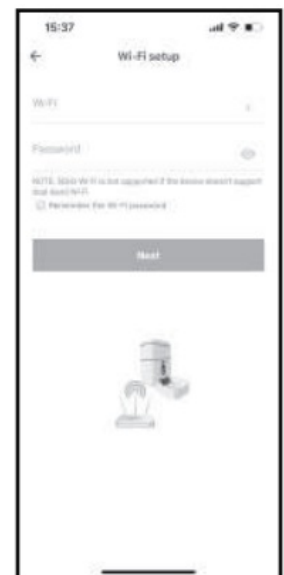 15:37
Wi-Fi setup
Wi-Fi
Password
NOTE: 5GHz Wi-Fi is not supported if the device doesn't support
dual band Wi-Fi.
Remember the Wi-Fi password
Next